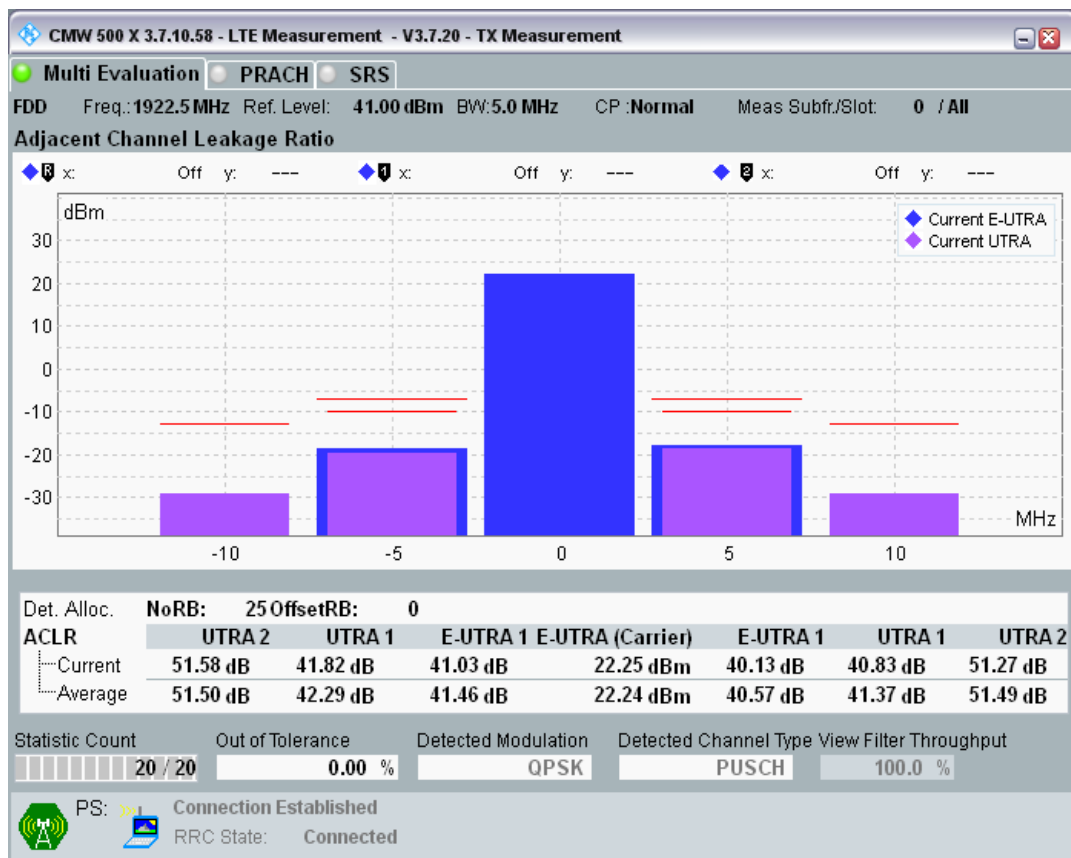 CMW 500 X 3.7.10.58 - LTE Measurement - V3.7.20 - TX Measurement
Multi Evaluation PRACH SRS
FDD Freq.:1922.5 MHz Ref. Level: 41.00 dBm BW:5.0 MHz CP :Normal Meas Subfr./Slot: 0 / All
Adjacent Channel Leakage Ratio
R x: Off y: --- 1 x: Off y: --- 2 x: Off y: ---
dBm
Current E-UTRA
Current UTRA
30
20
10
0
-10
-20
-30
MHz
-10 -5 0 5 10
Det. Alloc. NoRB: 25 OffsetRB: 0
ACLR UTRA 2 UTRA 1 E-UTRA 1 E-UTRA (Carrier) E-UTRA 1 UTRA 1 UTRA 2
Current 51.58 dB 41.82 dB 41.03 dB 22.25 dBm 40.13 dB 40.83 dB 51.27 dB
Average 51.50 dB 42.29 dB 41.46 dB 22.24 dBm 40.57 dB 41.37 dB 51.49 dB
Statistic Count Out of Tolerance Detected Modulation Detected Channel Type View Filter Throughput
20 / 20 0.00 % QPSK PUSCH 100.0 %
PS: Connection Established
RRC State: Connected